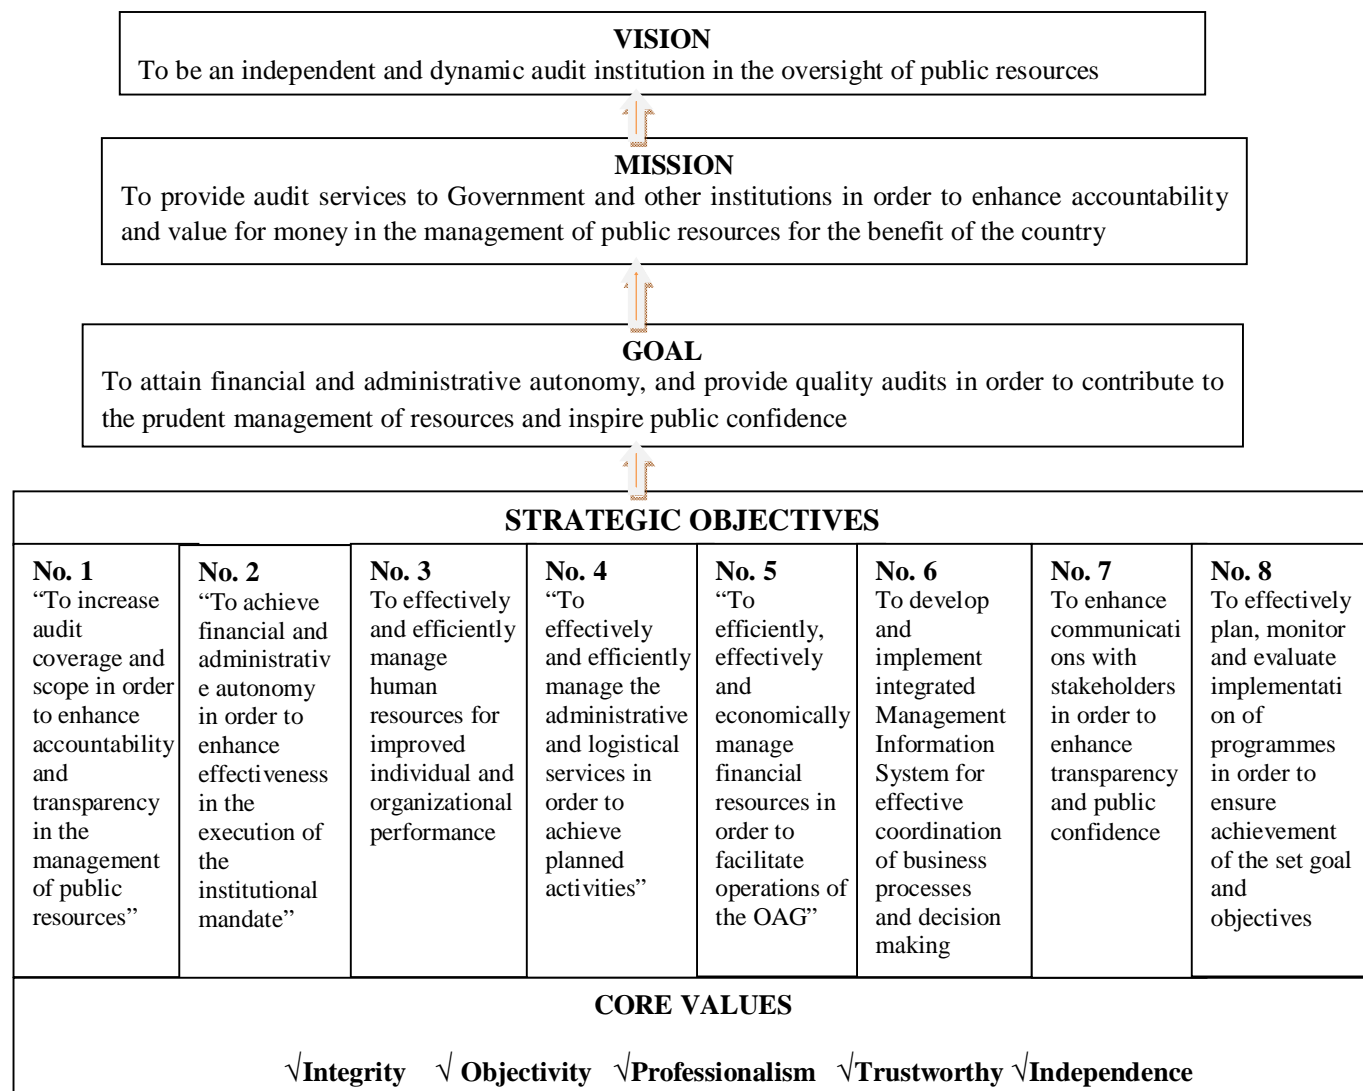 VISION
To be an independent and dynamic audit institution in the oversight of public resources
MISSION
To provide audit services to Government and other institutions in order to enhance accountability
and value for money in the management of public resources for the benefit of the country
GOAL
To attain financial and administrative autonomy, and provide quality audits in order to contribute to
the prudent management of resources and inspire public confidence
STRATEGIC OBJECTIVES
No. 1
“To increase
audit
coverage and
scope in order
to enhance
accountability
and
transparency
in the
management
of public
resources”
No. 2
“To achieve
financial and
administrativ
e autonomy
in order to
enhance
effectiveness
in the
execution of
the
institutional
mandate”
No. 3
To effectively
and efficiently
manage
human
resources for
improved
individual and
organizational
performance
No. 4
“To
effectively
and efficiently
manage the
administrative
and logistical
services in
order to
achieve
planned
activities”
No. 5
“To
efficiently,
effectively
and
economically
manage
financial
resources in
order to
facilitate
operations of
the OAG”
No. 6
To develop
and
implement
integrated
Management
Information
System for
effective
coordination
of business
processes
and decision
making
No. 7
To enhance
communicati
ons with
stakeholders
in order to
enhance
transparency
and public
confidence
No. 8
To effectively
plan, monitor
and evaluate
implementati
on of
programmes
in order to
ensure
achievement
of the set goal
and
objectives
CORE VALUES
√Integrity √ Objectivity √Professionalism √Trustworthy √Independence